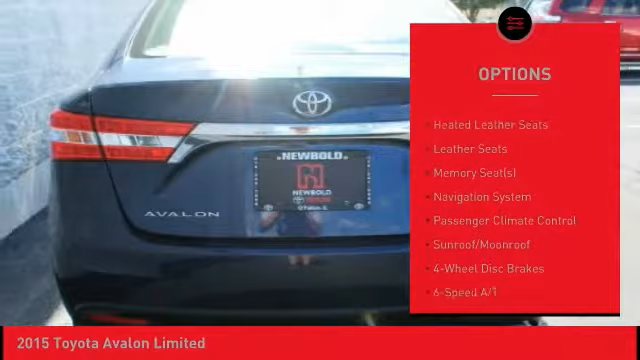 OPTIONS
Heated Leather Seats
Leather Seats
Memory Seat(s)
Navigation System
Passenger Climate Control
Sunroof/Moonroof
4-Wheel Disc Brakes
6-Speed A/T
NEWBOLD
NEWBOLD
TOYOTA
AVALON
2015 Toyota Avalon Limited